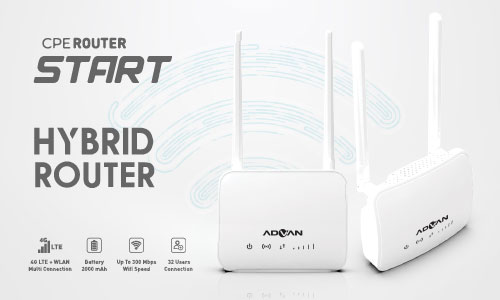 CPE ROUTER
START
HYBRID
ROUTER
4G LTE
4G LTE + WLAN
Multi Connection
Battery
2000 mAh
Up To 300 Mbps
Wifi Speed
32 Users
Connection
ADVAN
ADVAN